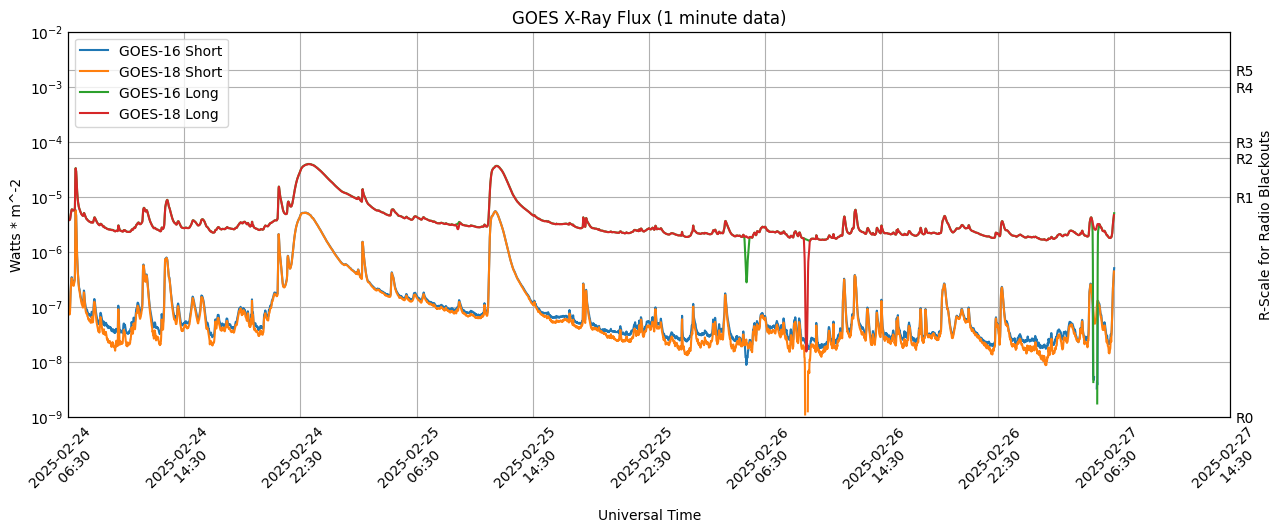 GOES X-Ray Flux (1 minute data)
GOES-16 Short
GOES-18 Short
GOES-16 Long
GOES-18 Long
Watts * m^-2
10^-2
10^-3
10^-4
10^-5
10^-6
10^-7
10^-8
10^-9
R5
R4
R3
R2
R1
R0
R-Scale for Radio Blackouts
2025-02-24
06:30
2025-02-24
14:30
2025-02-24
22:30
2025-02-25
06:30
2025-02-25
14:30
2025-02-25
22:30
2025-02-26
06:30
2025-02-26
14:30
2025-02-26
22:30
2025-02-27
06:30
2025-02-27
14:30
Universal Time